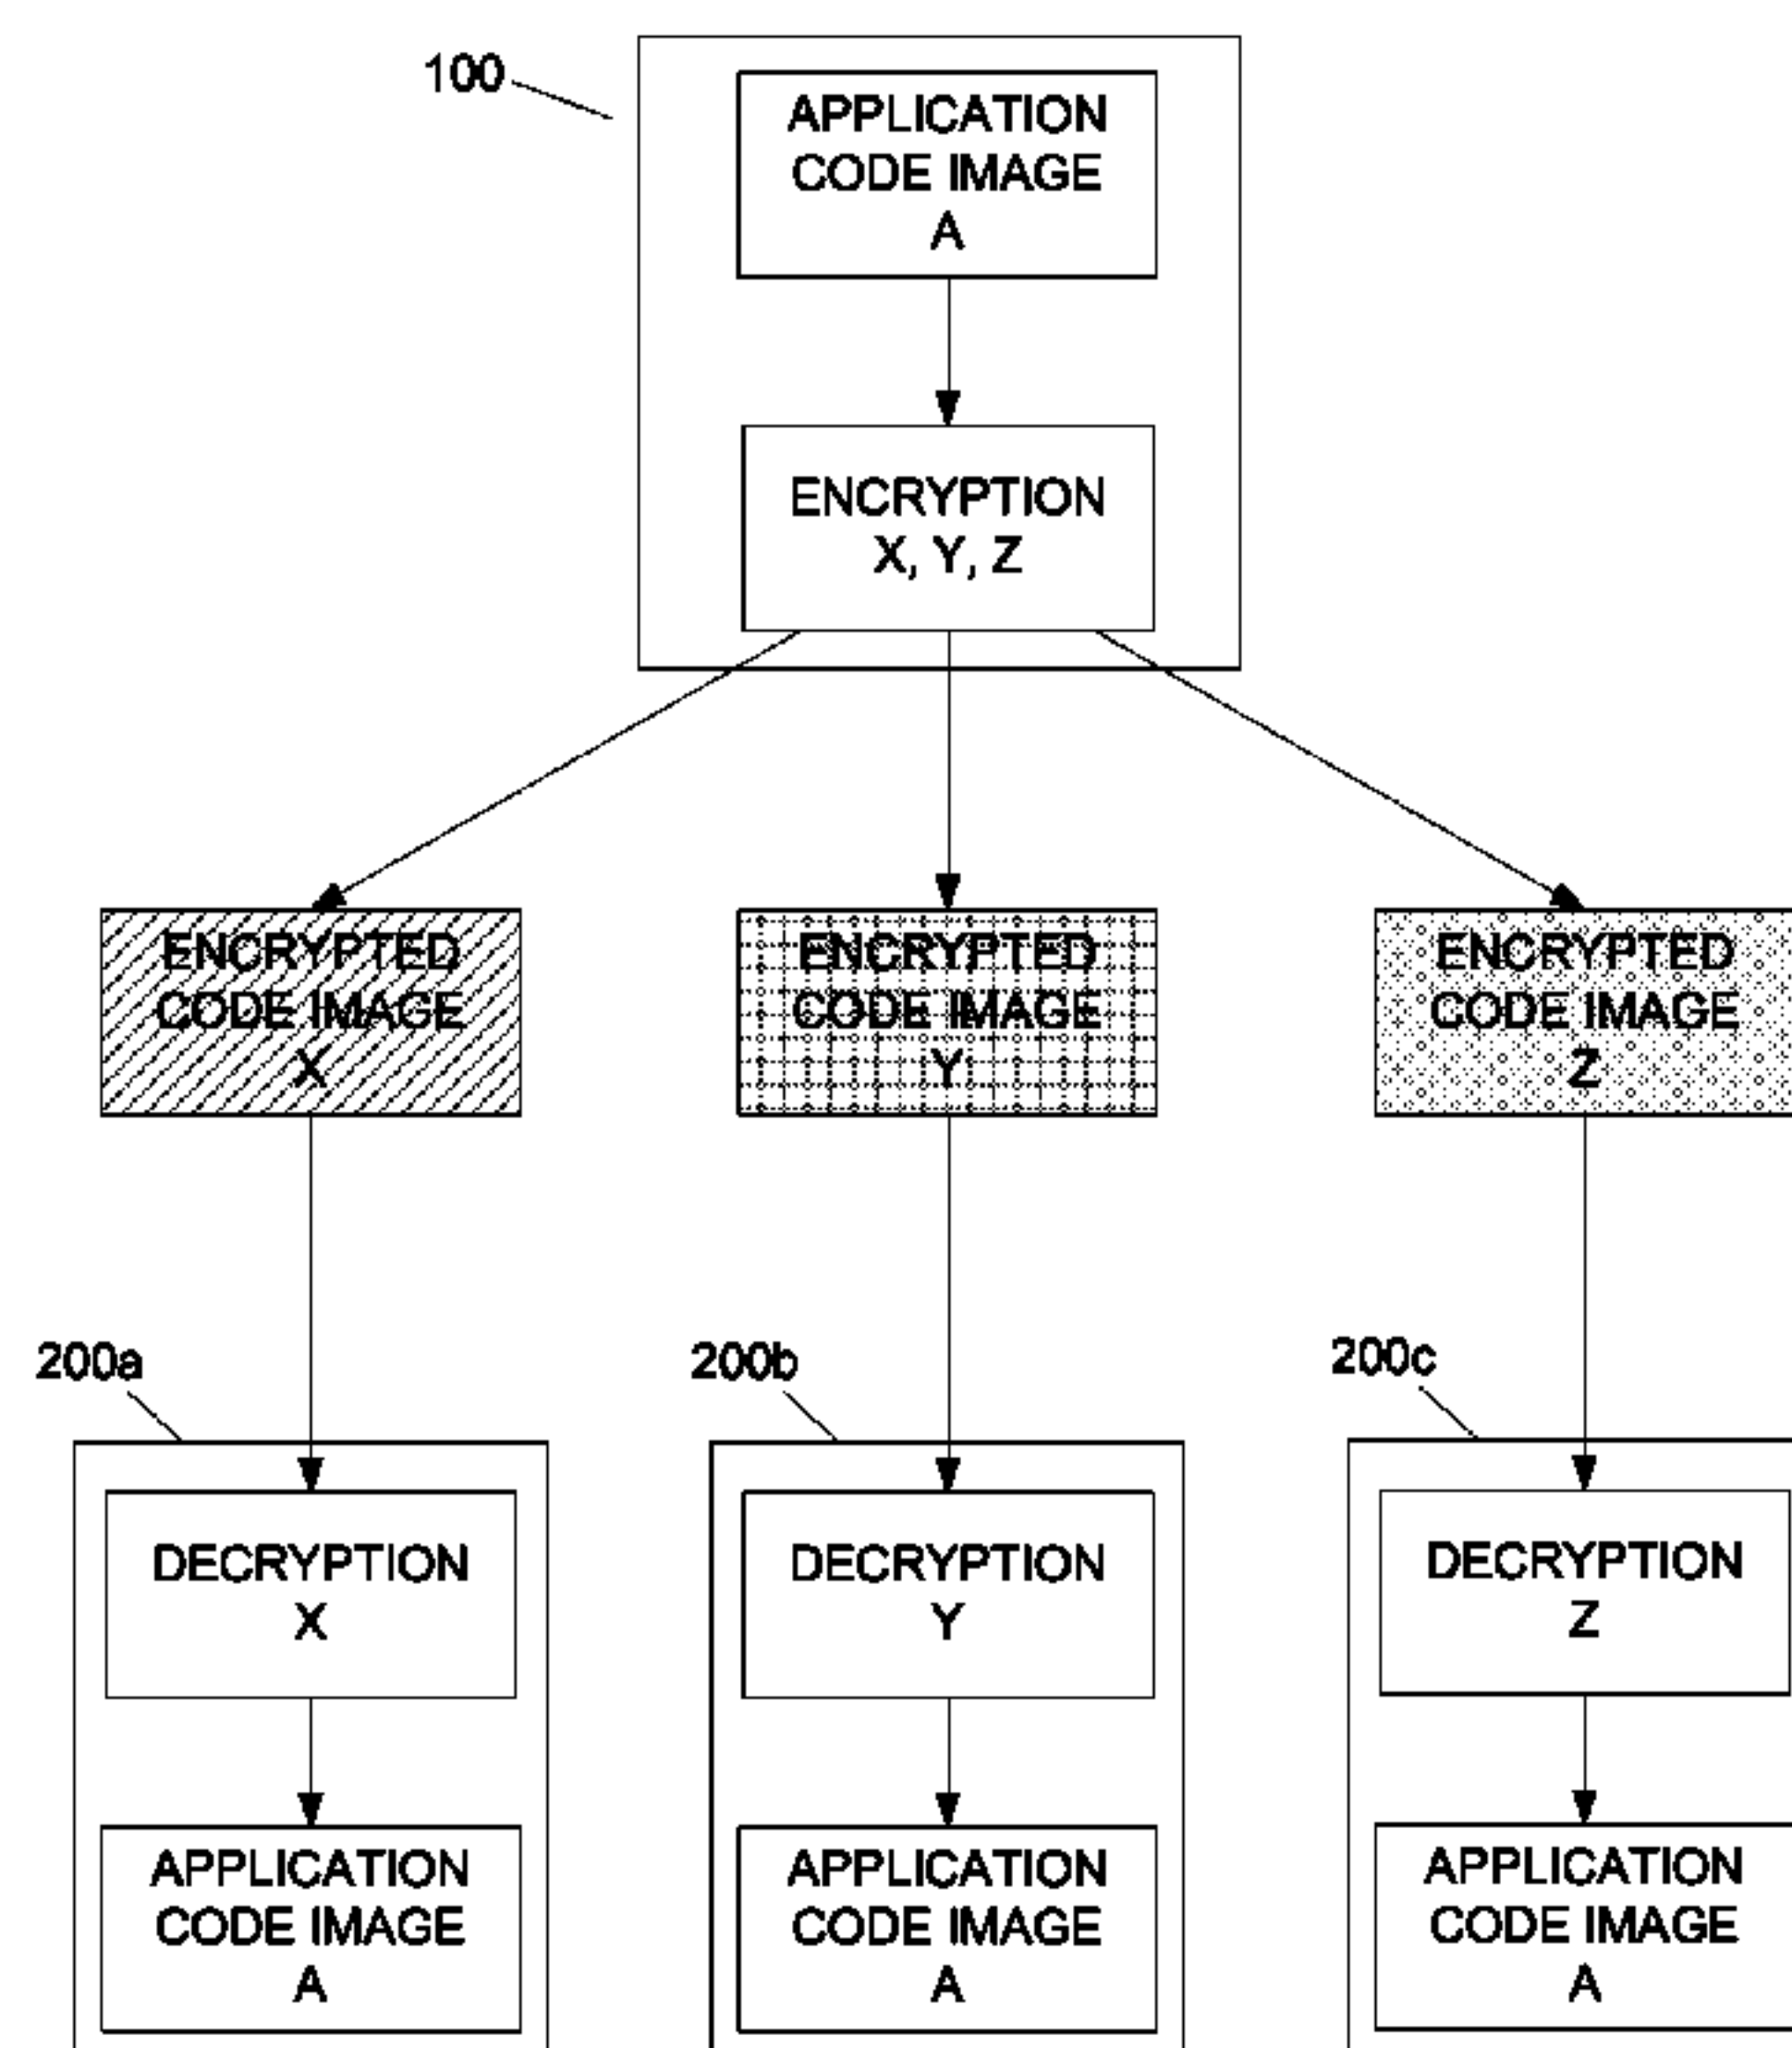 100
APPLICATION
CODE IMAGE
A
ENCRYPTION
X, Y, Z
ENCRYPTED
CODE IMAGE
X
ENCRYPTED
CODE IMAGE
Y
ENCRYPTED
CODE IMAGE
Z
200a
200b
200c
DECRYPTION
X
DECRYPTION
Y
DECRYPTION
Z
APPLICATION
CODE IMAGE
A
APPLICATION
CODE IMAGE
A
APPLICATION
CODE IMAGE
A